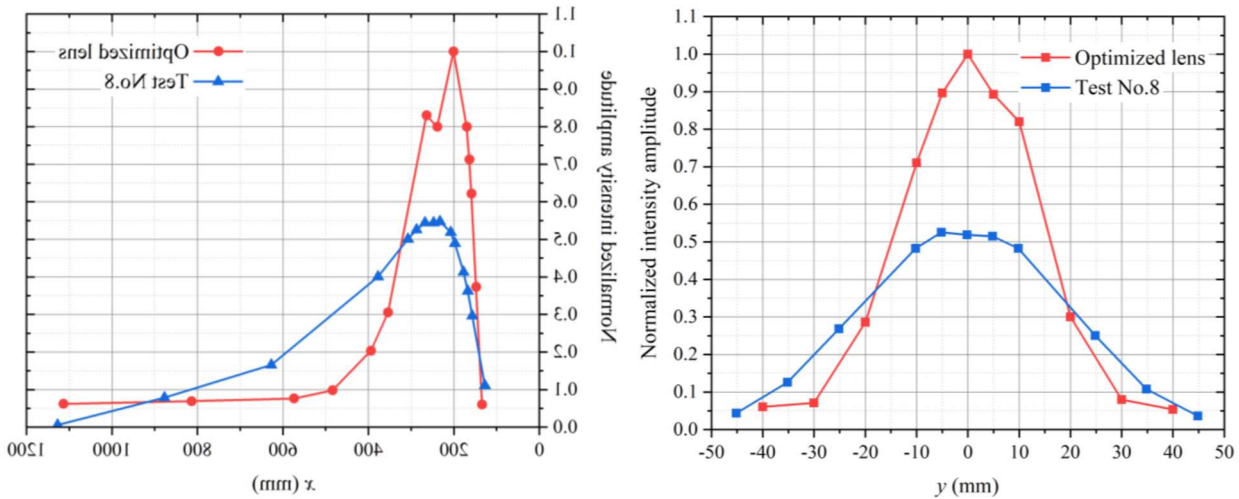 1.1
1.0
0.9
0.8
0.7
0.6
0.5
0.4
0.3
0.2
0.1
0.0
Normalized intensity amplitude
Optimized lens
Test No.8
1200 1000 800 600 400 200 0
x (mm)
1.1
1.0
0.9
0.8
0.7
0.6
0.5
0.4
0.3
0.2
0.1
0.0
Normalized intensity amplitude
Optimized lens
Test No.8
-50 -40 -30 -20 -10 0 10 20 30 40 50
y (mm)